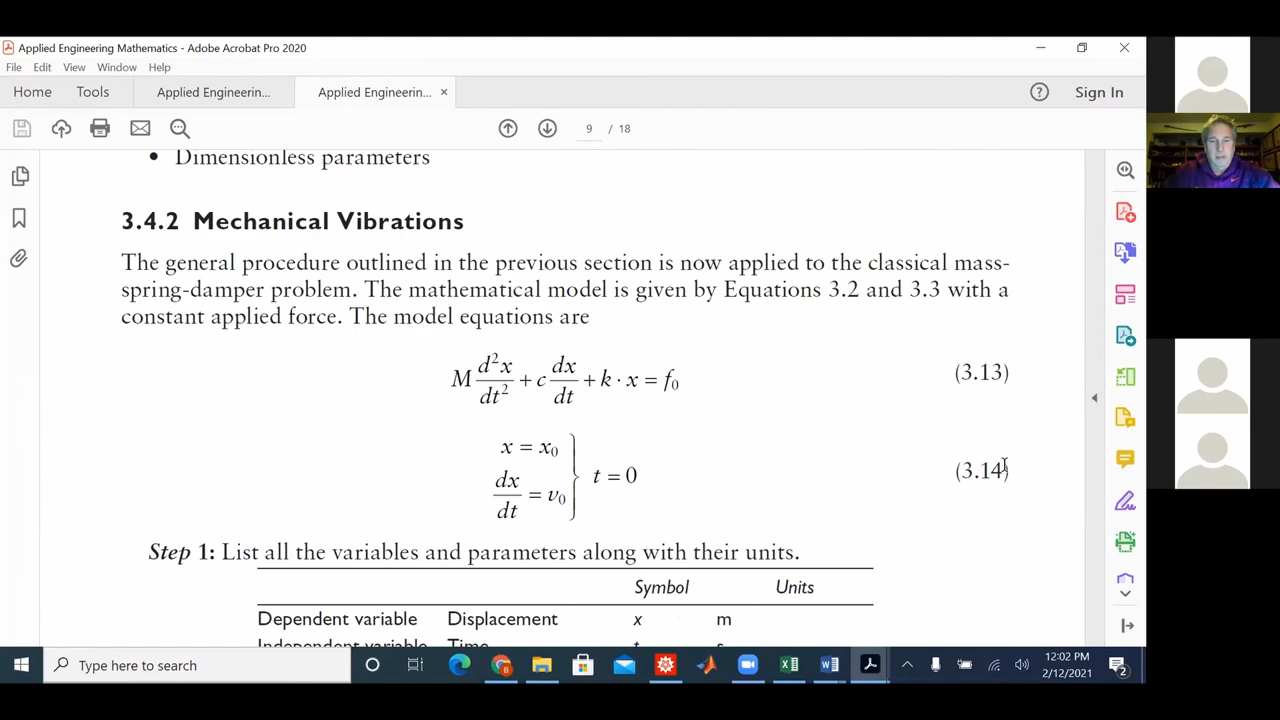 Applied Engineering Mathematics - Adobe Acrobat Pro 2020
File Edit View Window Help
Home Tools Applied Engineerin... Applied Engineerin... × Sign In
9 / 18
• Dimensionless parameters
3.4.2 Mechanical Vibrations
The general procedure outlined in the previous section is now applied to the classical mass-
spring-damper problem. The mathematical model is given by Equations 3.2 and 3.3 with a
constant applied force. The model equations are
M d²x/dt² + c dx/dt + k · x = f₀ (3.13)
x = x₀
dx/dt = v₀ } t = 0 (3.14)
Step 1: List all the variables and parameters along with their units.
Symbol Units
Dependent variable Displacement x m
Independent variable Time t s
Type here to search
12:02 PM
2/12/2021
2